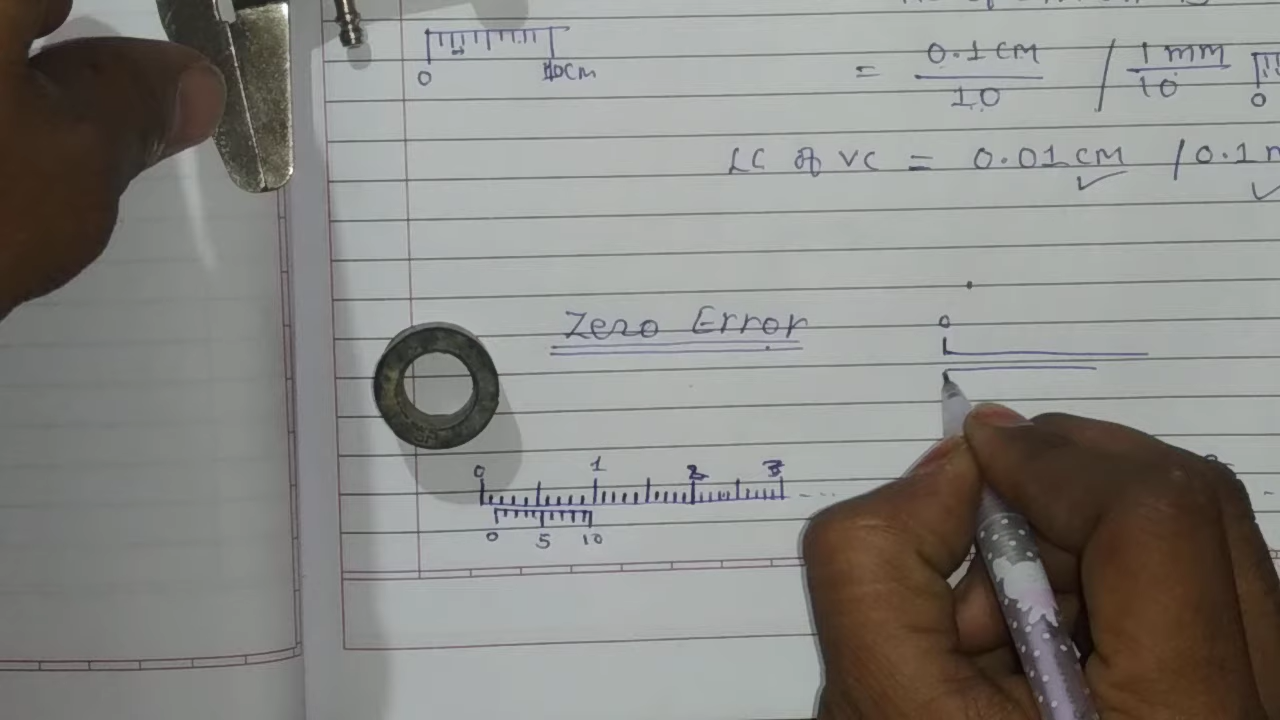 0 10cm
= 0.1 cm / 1 mm
10 10
0
LC of VC = 0.01 cm / 0.1
Zero Error
0
0 1 2 3
0 5 10